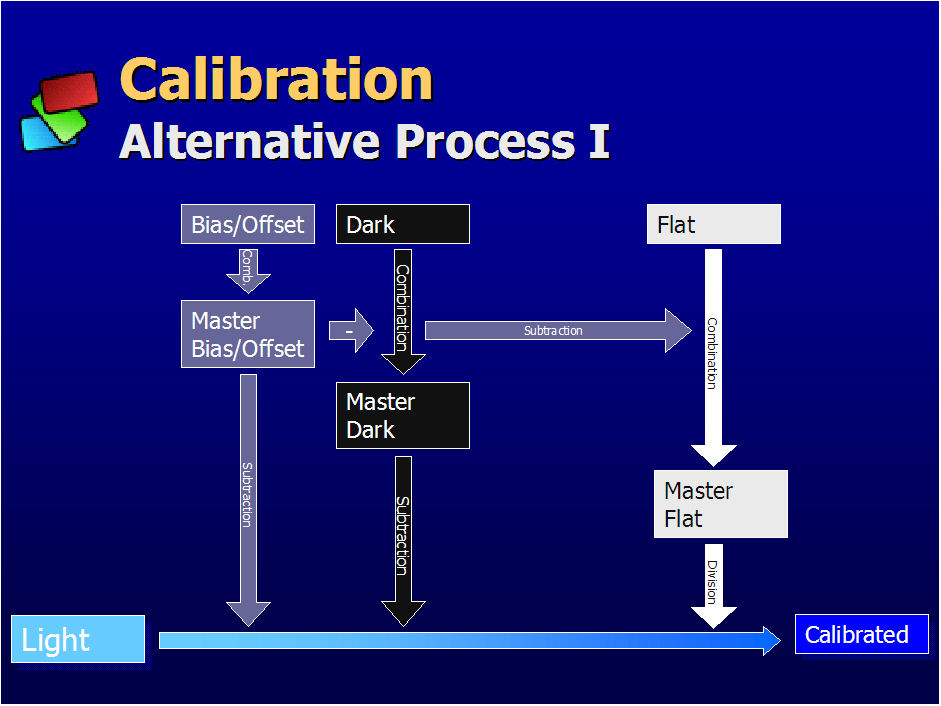 Calibration
Alternative Process I
Bias/Offset
Dark
Flat
Comb.
Combination
Master
Bias/Offset
-
Subtraction
Combination
Master
Dark
Subtraction
Subtraction
Master
Flat
Division
Light
Calibrated